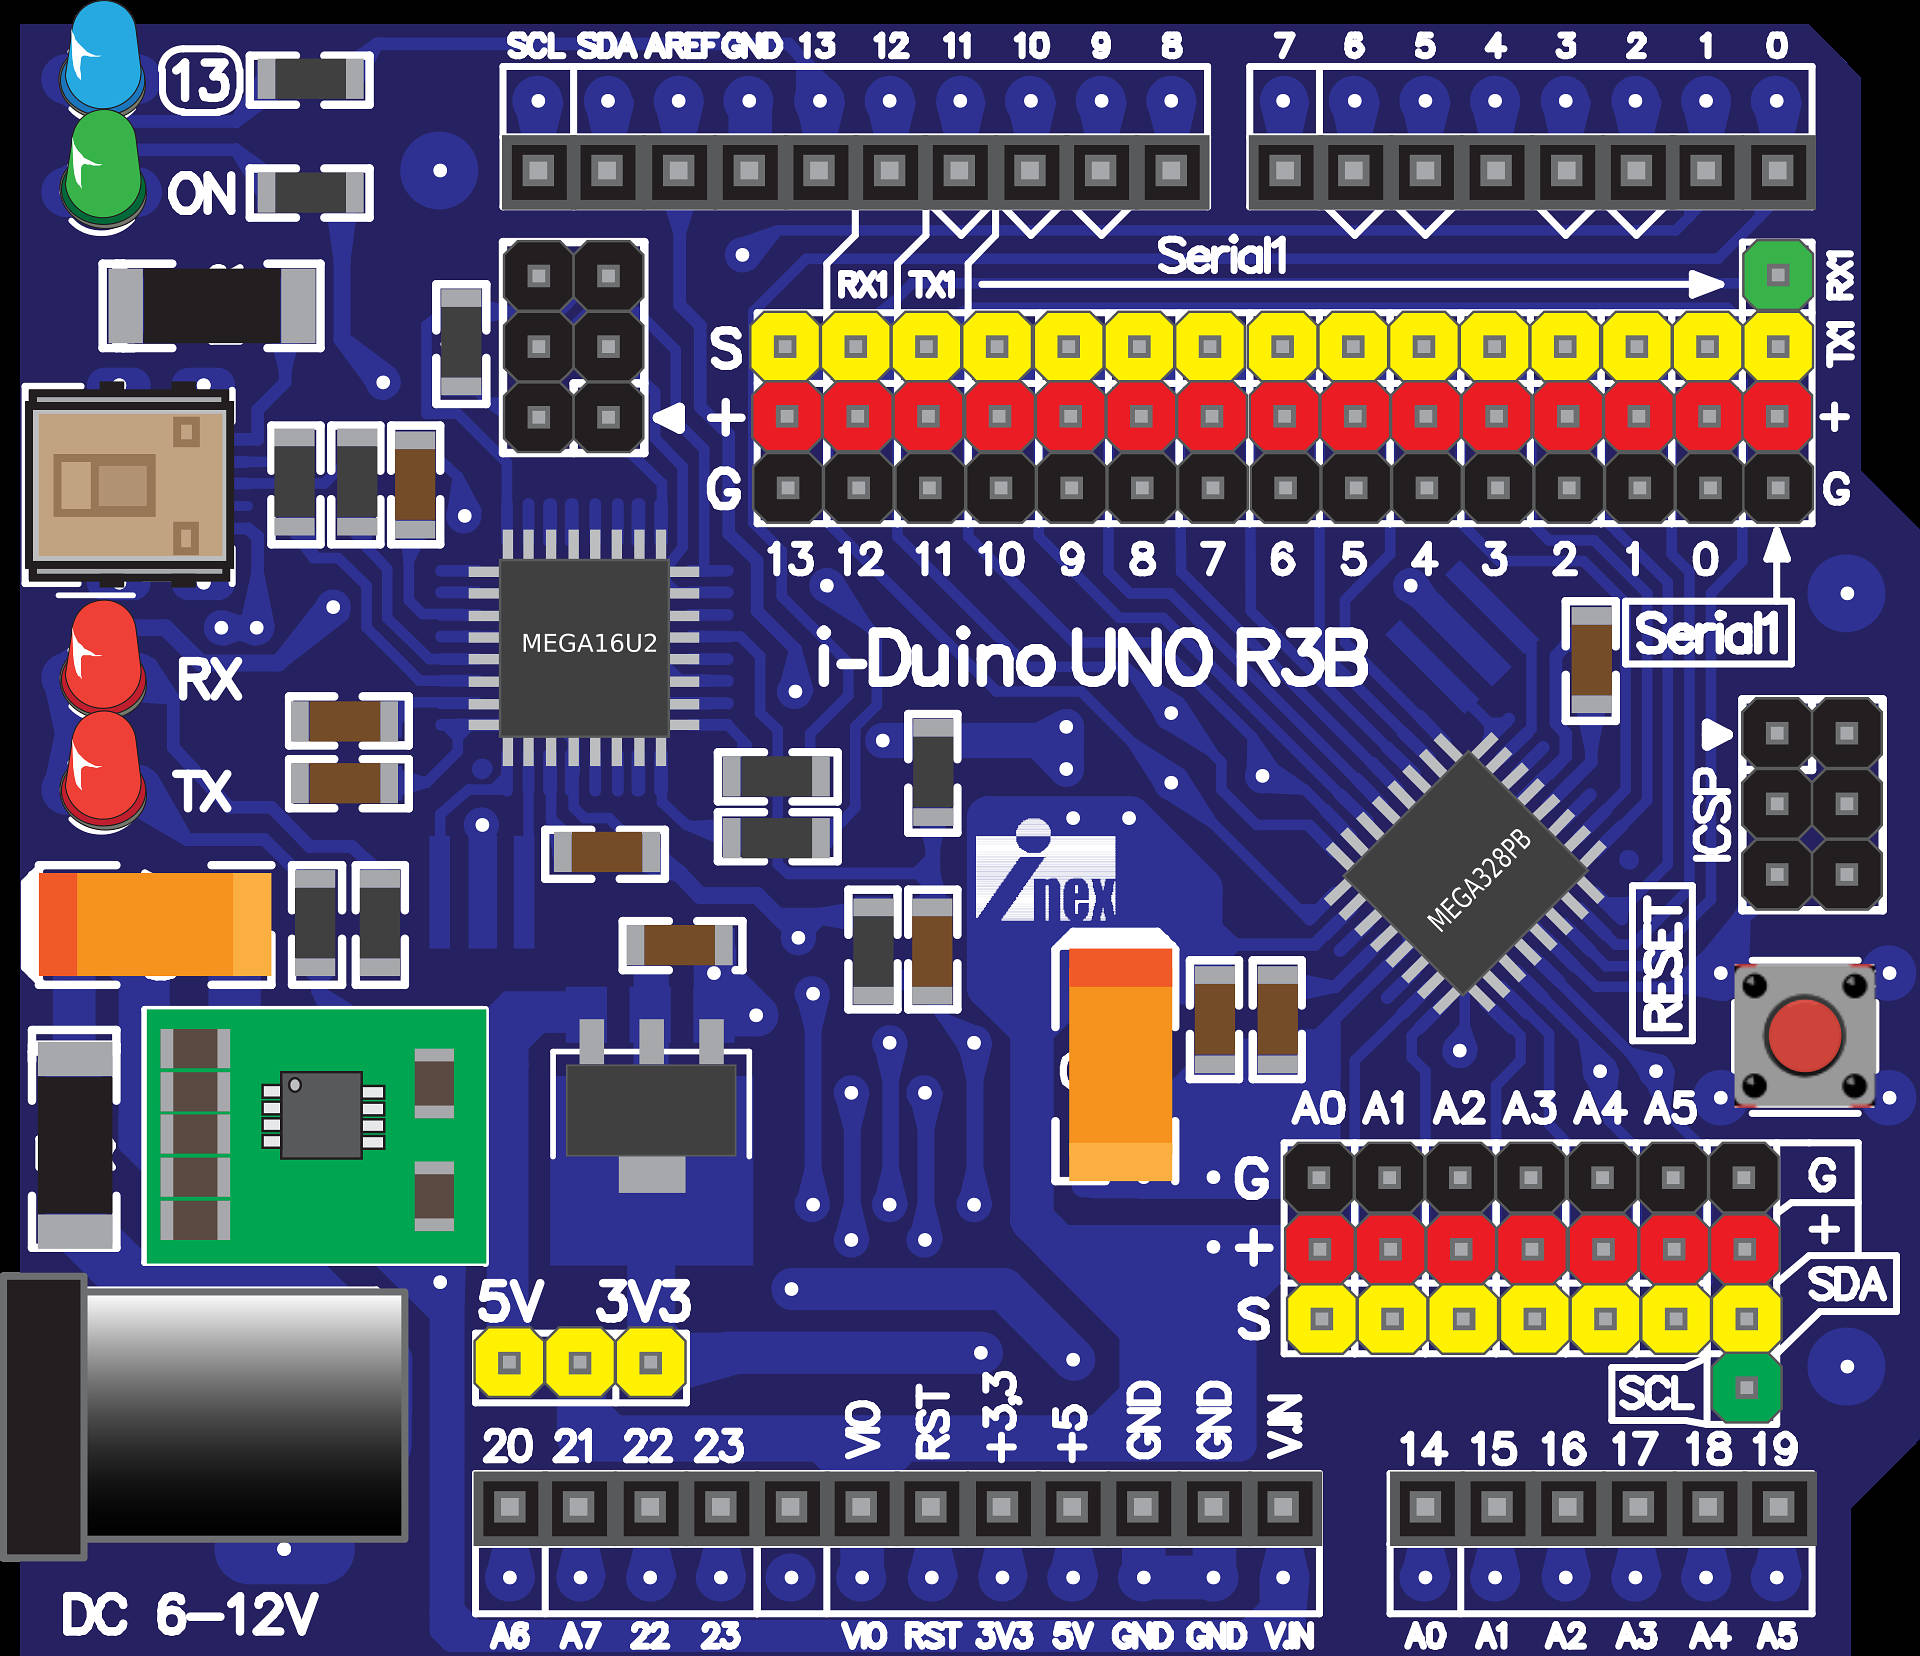 SCL SDA AREF GND 13 12 11 10 9 8 7 6 5 4 3 2 1 0
13
ON
Serial1
RX1 TX1
RX1
S TX1
+ +
G G
13 12 11 10 9 8 7 6 5 4 3 2 1 0
Serial1
MEGA16U2
i-Duino UNO R3B
RX
TX
ICSP
MEGA328PB
inex
RESET
A0 A1 A2 A3 A4 A5
G G
+ +
SDA
S
5V 3V3
SCL
20 21 22 23 VIO RST +3,3 +5 GND GND V.IN 14 15 16 17 18 19
DC 6-12V
A6 A7 22 23 VIO RST 3V3 5V GND GND V.IN A0 A1 A2 A3 A4 A5